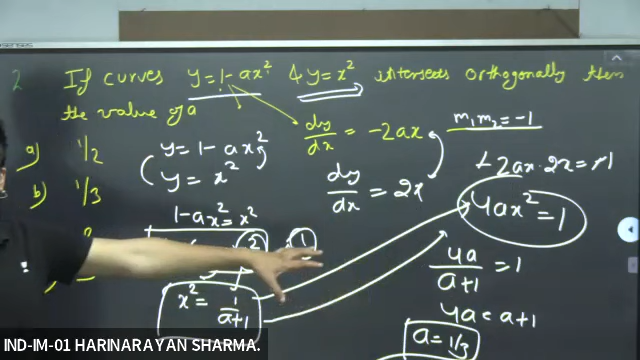 2 If curves y = 1 - ax² & y = x² intersects orthogonally then
the value of a
a) 1/2
b) 1/3
y = 1 - ax²
y = x²
1 - ax² = x²
2 1
x² = 1/(a+1)
dy/dx = -2ax
dy/dx = 2x
m₁m₂ = -1
+2ax · 2x = +1
4ax² = 1
4a/(a+1) = 1
4a = a+1
a = 1/3
IND-IM-01 HARINARAYAN SHARMA.